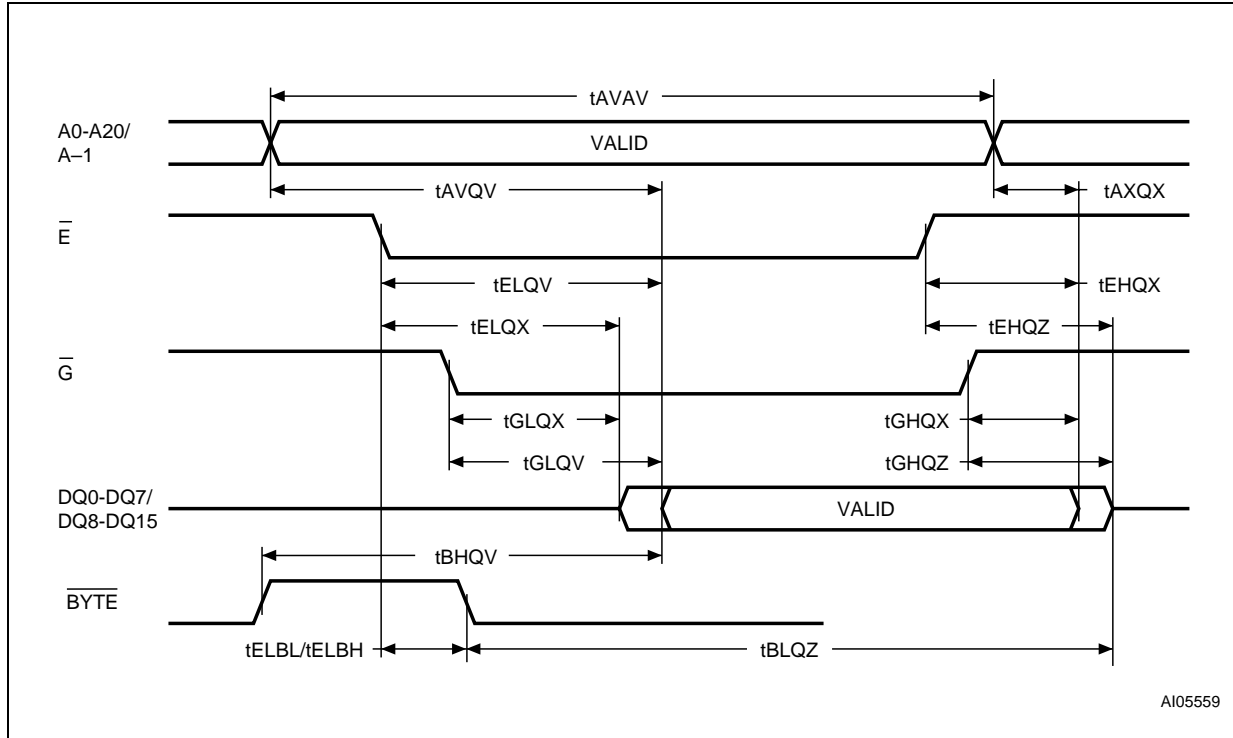 tAVAV
A0-A20/
A–1
VALID
tAVQV
tAXQX
E
tELQV
tEHQX
tELQX
tEHQZ
G
tGLQX
tGHQX
tGLQV
tGHQZ
DQ0-DQ7/
DQ8-DQ15
VALID
tBHQV
BYTE
tELBL/tELBH
tBLQZ
AI05559